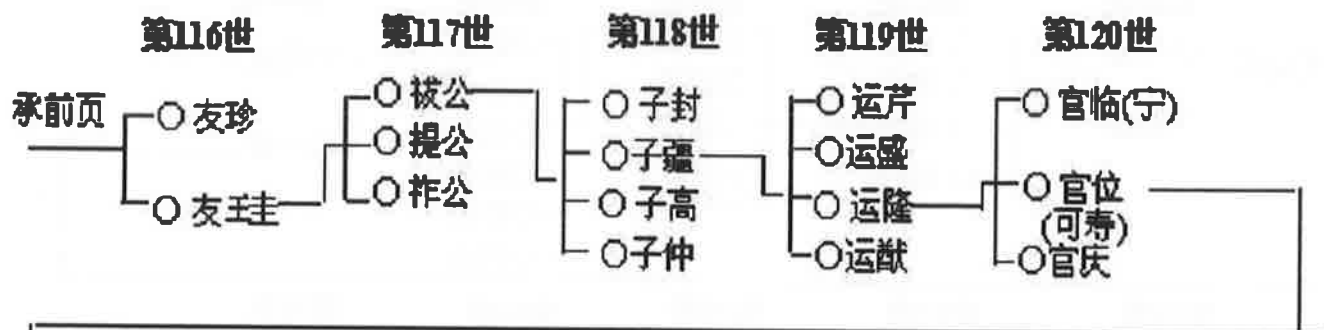 第116世 第117世 第118世 第119世 第120世
承前页
友珍
友珪
祓公
提公
祚公
子封
子疆
子高
子仲
运芹
运盛
运隆
运猷
官临(宁)
官位
(可寿)
官庆